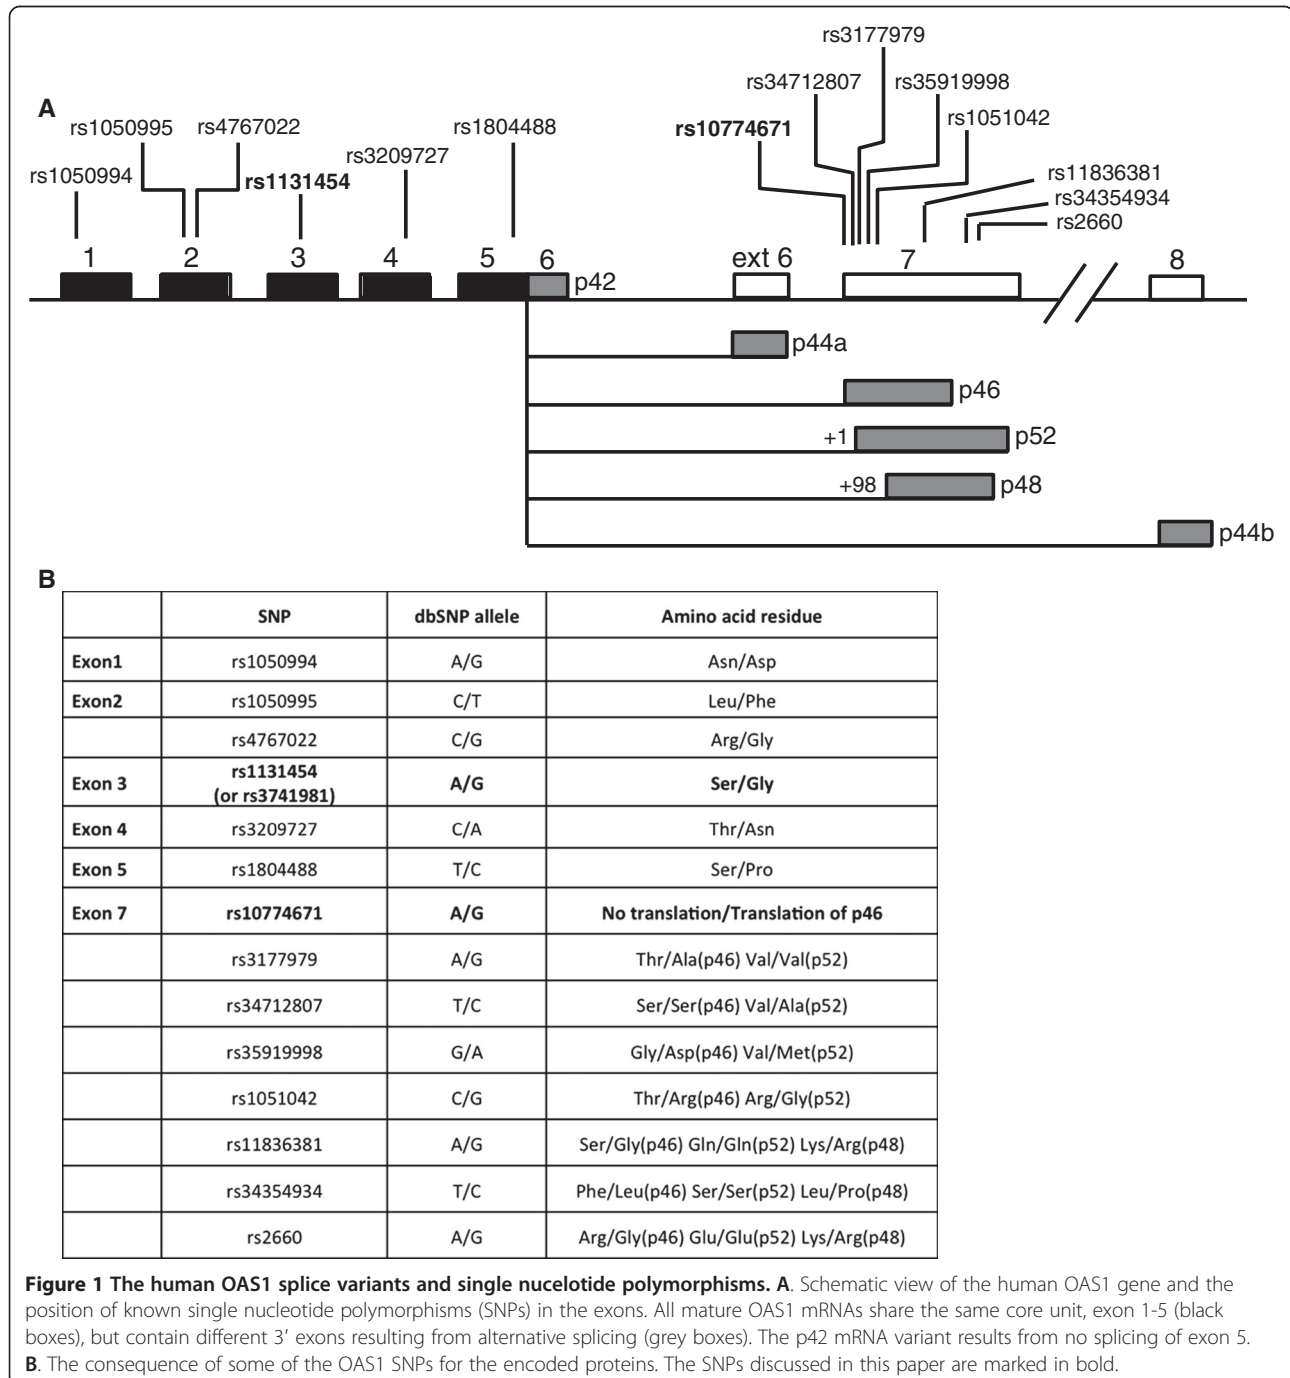 A
rs3177979
rs34712807
rs35919998
rs10774671
rs1051042
rs1050995
rs4767022
rs1804488
rs3209727
rs1050994
rs1131454
rs11836381
rs34354934
rs2660
1
2
3
4
5
6
p42
ext 6
7
8
p44a
p46
+1
p52
+98
p48
p44b
B
SNP dbSNP allele Amino acid residue
Exon1 rs1050994 A/G Asn/Asp
Exon2 rs1050995 C/T Leu/Phe
rs4767022 C/G Arg/Gly
Exon 3 rs1131454 (or rs3741981) A/G Ser/Gly
Exon 4 rs3209727 C/A Thr/Asn
Exon 5 rs1804488 T/C Ser/Pro
Exon 7 rs10774671 A/G No translation/Translation of p46
rs3177979 A/G Thr/Ala(p46) Val/Val(p52)
rs34712807 T/C Ser/Ser(p46) Val/Ala(p52)
rs35919998 G/A Gly/Asp(p46) Val/Met(p52)
rs1051042 C/G Thr/Arg(p46) Arg/Gly(p52)
rs11836381 A/G Ser/Gly(p46) Gln/Gln(p52) Lys/Arg(p48)
rs34354934 T/C Phe/Leu(p46) Ser/Ser(p52) Leu/Pro(p48)
rs2660 A/G Arg/Gly(p46) Glu/Glu(p52) Lys/Arg(p48)
Figure 1 The human OAS1 splice variants and single nucelotide polymorphisms. A. Schematic view of the human OAS1 gene and the
position of known single nucleotide polymorphisms (SNPs) in the exons. All mature OAS1 mRNAs share the same core unit, exon 1-5 (black
boxes), but contain different 3′ exons resulting from alternative splicing (grey boxes). The p42 mRNA variant results from no splicing of exon 5.
B. The consequence of some of the OAS1 SNPs for the encoded proteins. The SNPs discussed in this paper are marked in bold.